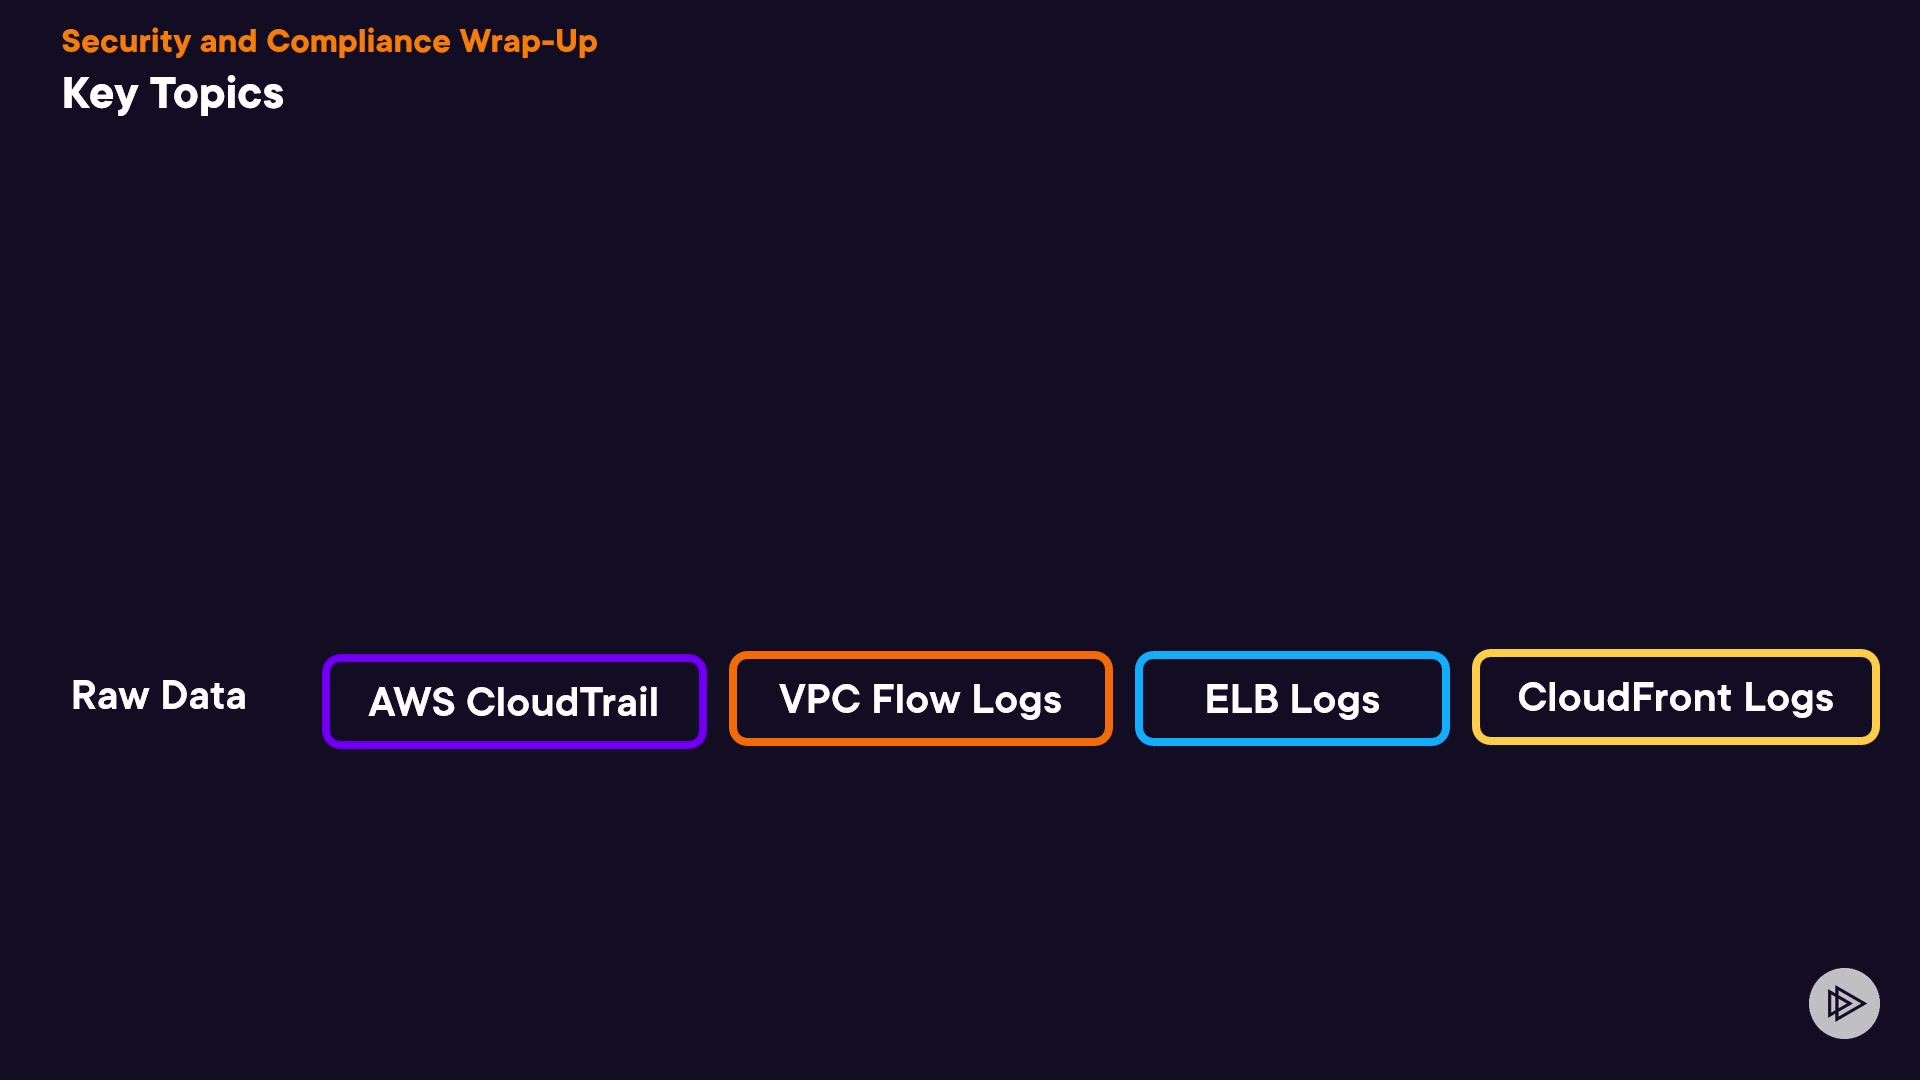 Security and Compliance Wrap-Up
Key Topics
Raw Data
AWS CloudTrail
VPC Flow Logs
ELB Logs
CloudFront Logs